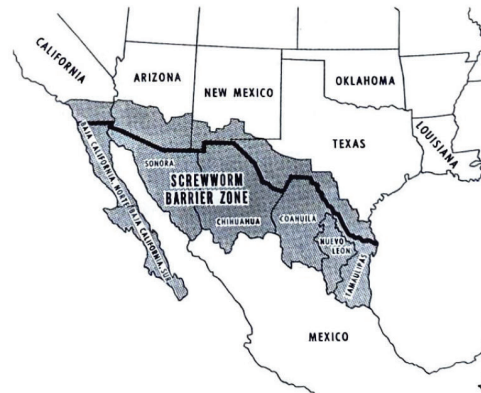 CALIFORNIA
ARIZONA
NEW MEXICO
OKLAHOMA
TEXAS
LOUISIANA
BAJA CALIFORNIA, NORTE
BAJA CALIFORNIA, SUR
SONORA
SCREWWORM
BARRIER ZONE
CHIHUAHUA
COAHUILA
NUEVO
LEÓN
TAMAULIPAS
MEXICO